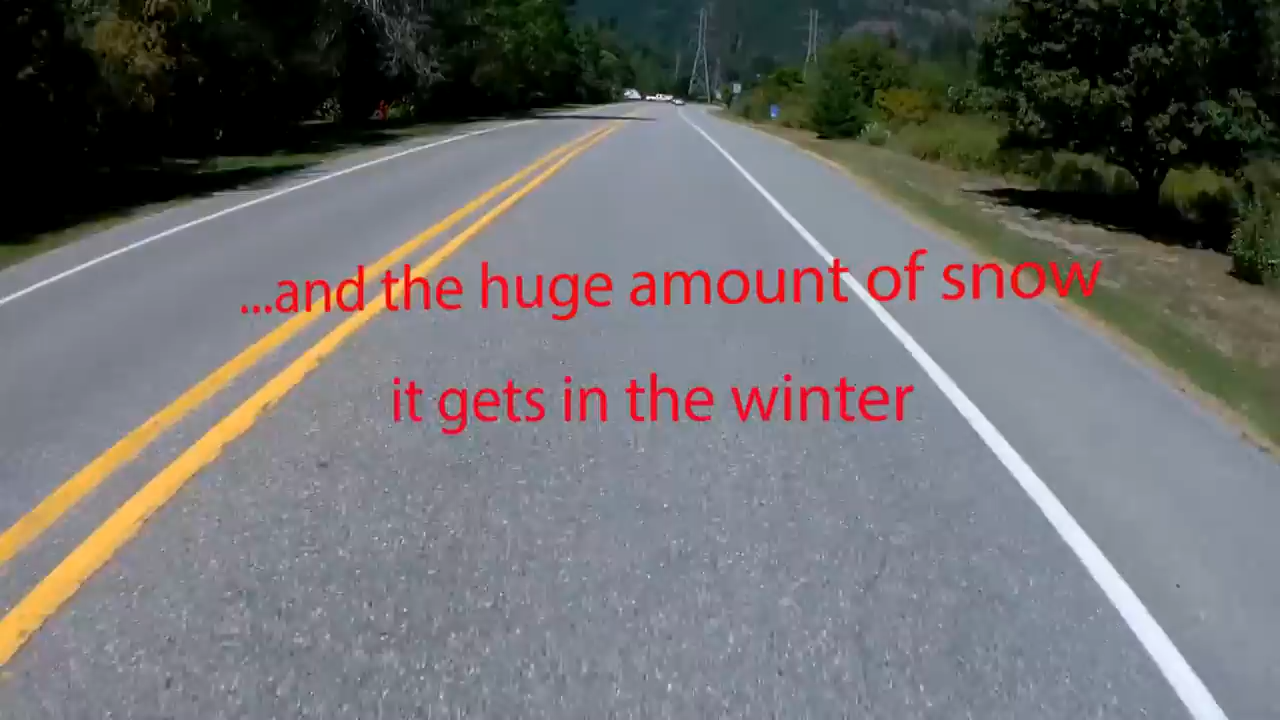 ...and the huge amount of snow
it gets in the winter